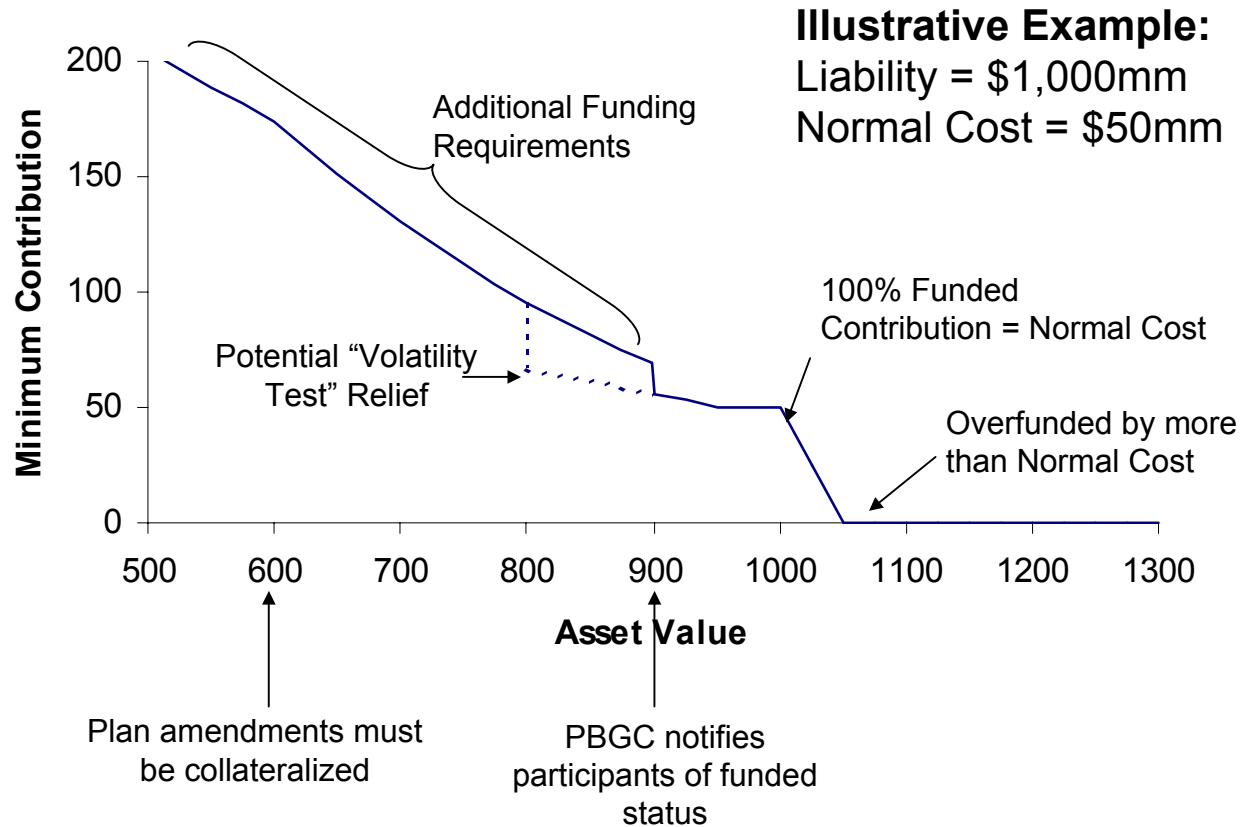 Illustrative Example:
Liability = $1,000mm
Normal Cost = $50mm
Minimum Contribution
200
150
100
50
0
Additional Funding
Requirements
Potential “Volatility
Test” Relief
100% Funded
Contribution = Normal Cost
Overfunded by more
than Normal Cost
500 600 700 800 900 1000 1100 1200 1300
Asset Value
Plan amendments must
be collateralized
PBGC notifies
participants of funded
status